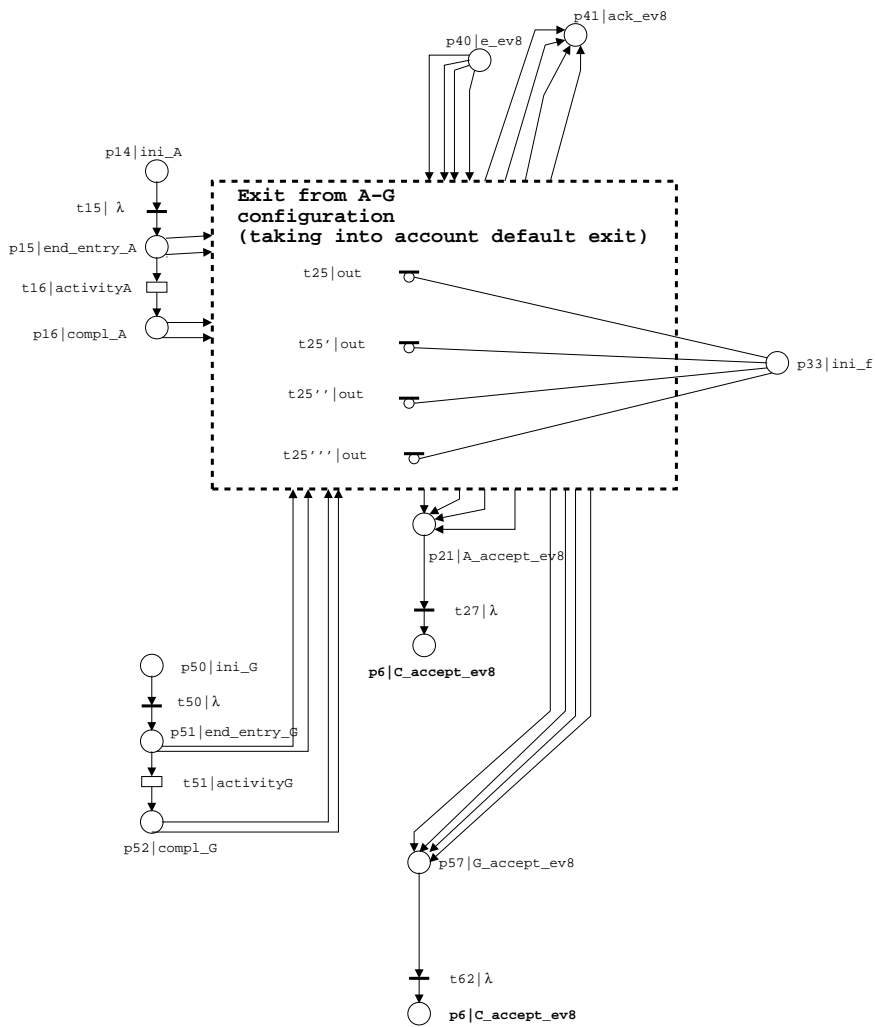 p41|ack_ev8
p40|e_ev8
p14|ini_A
Exit from A-G
configuration
(taking into account default exit)
t15| λ
p15|end_entry_A
t25|out
t16|activityA
p16|compl_A
t25'|out
p33|ini_f
t25''|out
t25'''|out
p21|A_accept_ev8
t27|λ
p50|ini_G
p6|C_accept_ev8
t50|λ
p51|end_entry_G
t51|activityG
p52|compl_G
p57|G_accept_ev8
t62|λ
p6|C_accept_ev8